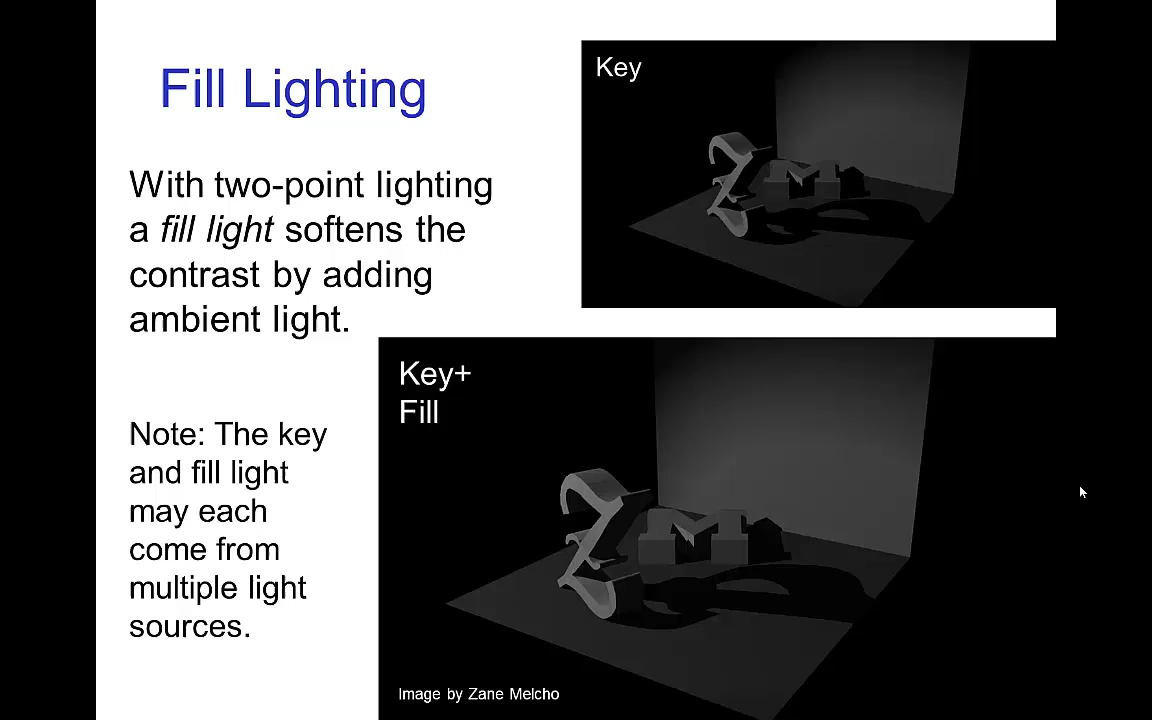 Fill Lighting
With two-point lighting
a fill light softens the
contrast by adding
ambient light.
Note: The key
and fill light
may each
come from
multiple light
sources.
Key
Key+
Fill
Image by Zane Melcho